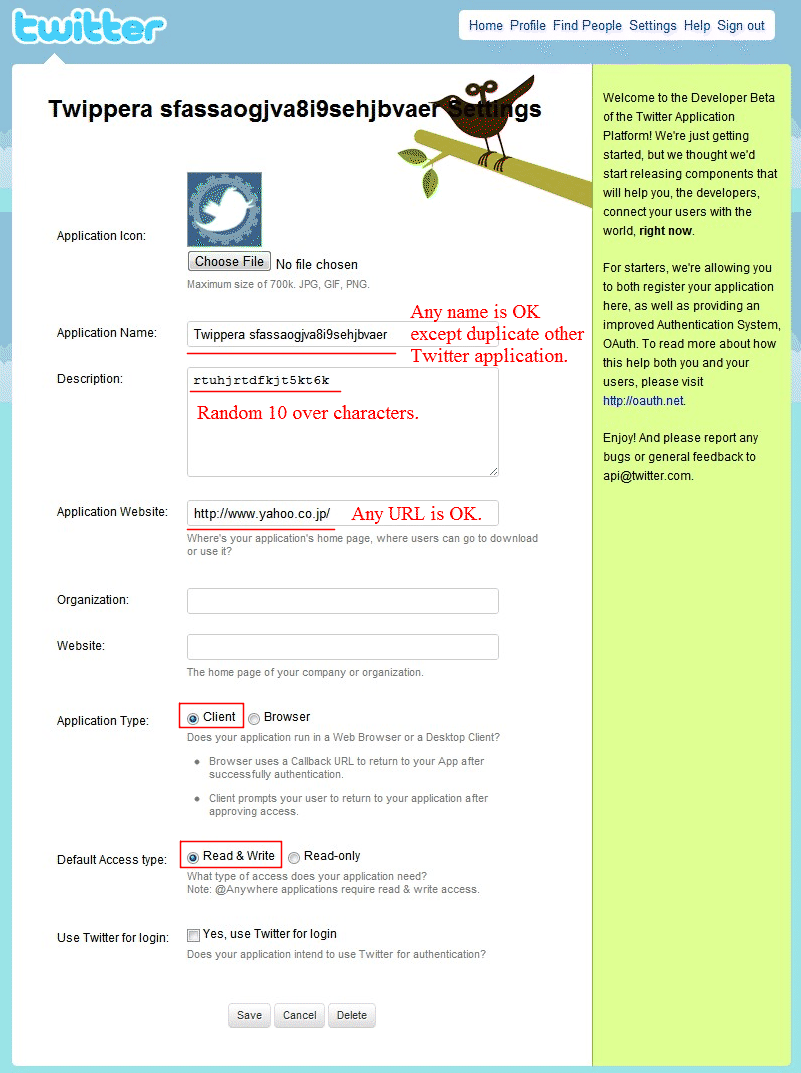 twitter
Home Profile Find People Settings Help Sign out
Twippera sfassaogjva8i9sehjbvaer Settings
Application Icon:
Choose File No file chosen
Maximum size of 700k. JPG, GIF, PNG.
Application Name: Twippera sfassaogjva8i9sehjbvaer
Any name is OK
except duplicate other
Twitter application.
Description: rtuhjrtdfkjt5kt6k
Random 10 over characters.
Application Website: http://www.yahoo.co.jp/ Any URL is OK.
Where's your application's home page, where users can go to download
or use it?
Organization:
Website:
The home page of your company or organization.
Application Type: Client Browser
Does your application run in a Web Browser or a Desktop Client?
• Browser uses a Callback URL to return to your App after
successfully authentication.
• Client prompts your user to return to your application after
approving access.
Default Access type: Read & Write Read-only
What type of access does your application need?
Note: @Anywhere applications require read & write access.
Use Twitter for login: Yes, use Twitter for login
Does your application intend to use Twitter for authentication?
Save Cancel Delete
Welcome to the Developer Beta
of the Twitter Application
Platform! We're just getting
started, but we thought we'd
start releasing components that
will help you, the developers,
connect your users with the
world, right now.
For starters, we're allowing you
to both register your application
here, as well as providing an
improved Authentication System,
OAuth. To read more about how
this help both you and your
users, please visit
http://oauth.net.
Enjoy! And please report any
bugs or general feedback to
api@twitter.com.